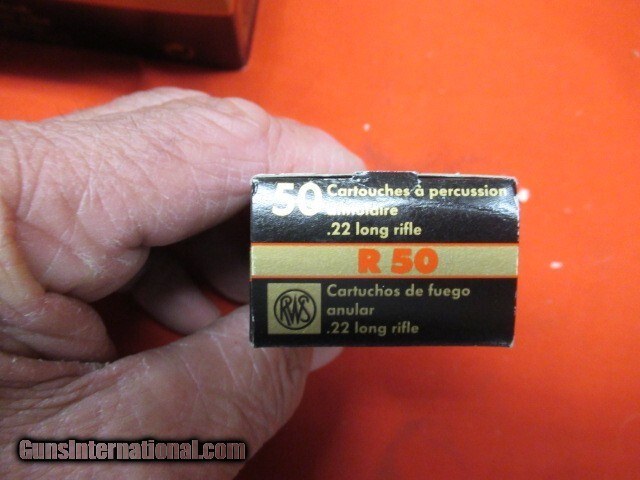 50 Cartouches à percussion
annulaire
.22 long rifle
R 50
RWS
Cartuchos de fuego
anular
.22 long rifle
GunsInternational.com